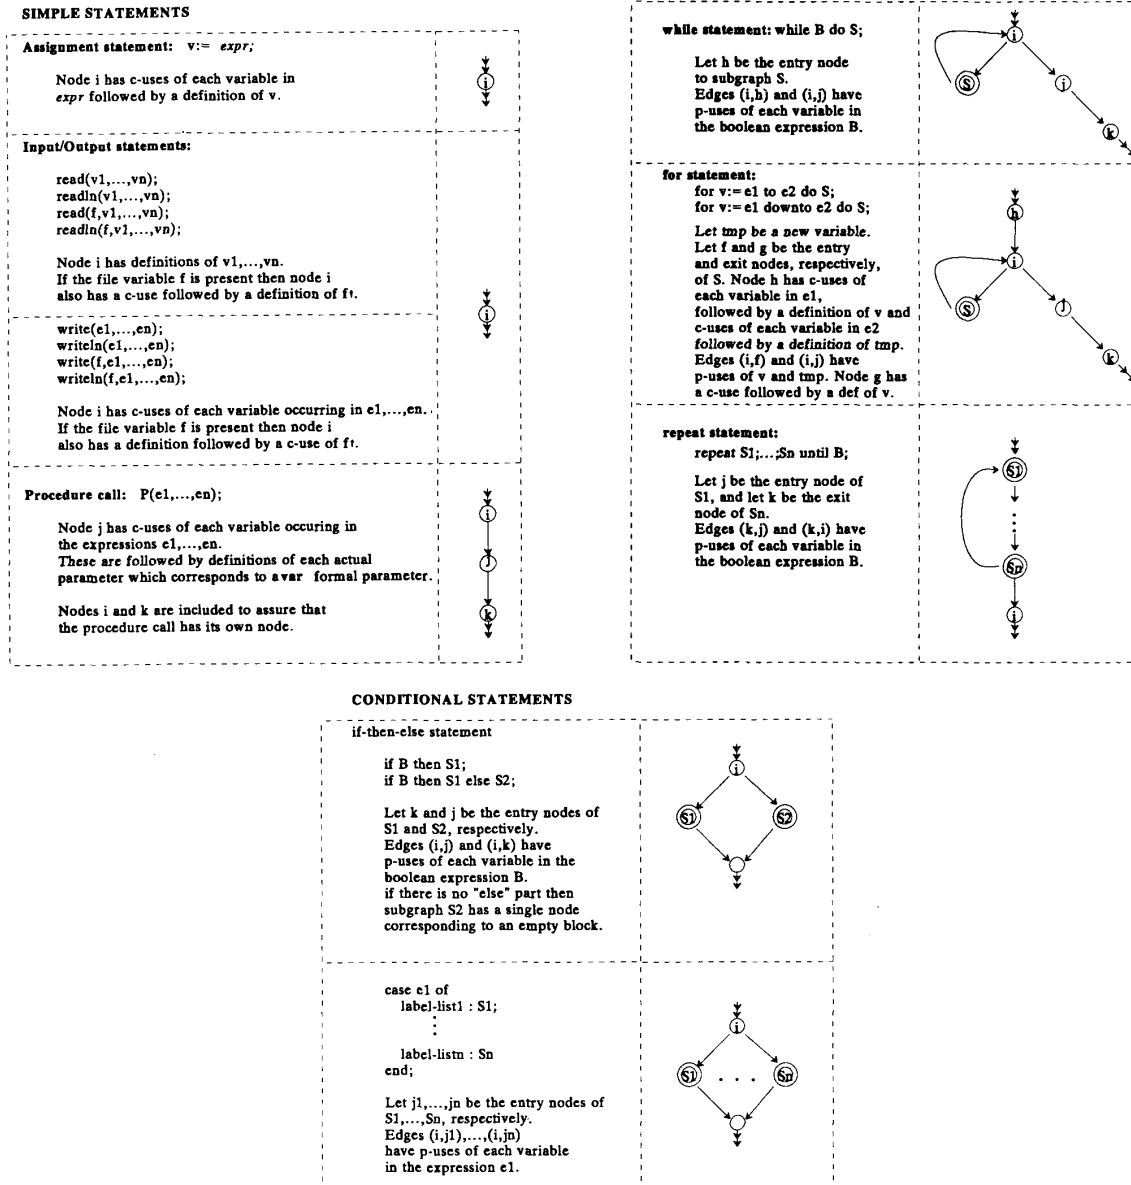 SIMPLE STATEMENTS
Assignment statement: v:= expr;
Node i has c-uses of each variable in
expr followed by a definition of v.
i
Input/Output statements:
read(v1,...,vn);
readln(v1,...,vn);
read(f,v1,...,vn);
readln(f,v1,...,vn);
Node i has definitions of v1,...,vn.
If the file variable f is present then node i
also has a c-use followed by a definition of f↑.
i
write(e1,...,en);
writeln(e1,...,en);
write(f,e1,...,en);
writeln(f,e1,...,en);
Node i has c-uses of each variable occurring in e1,...,en.
If the file variable f is present then node i
also has a definition followed by a c-use of f↑.
Procedure call: P(e1,...,en);
Node j has c-uses of each variable occuring in
the expressions e1,...,en.
These are followed by definitions of each actual
parameter which corresponds to a var formal parameter.
Nodes i and k are included to assure that
the procedure call has its own node.
i
j
k
while statement: while B do S;
Let h be the entry node
to subgraph S.
Edges (i,h) and (i,j) have
p-uses of each variable in
the boolean expression B.
i
S
j
k
for statement:
for v:=e1 to e2 do S;
for v:=e1 downto e2 do S;
Let tmp be a new variable.
Let f and g be the entry
and exit nodes, respectively,
of S. Node h has c-uses of
each variable in e1,
followed by a definition of v and
c-uses of each variable in e2
followed by a definition of tmp.
Edges (i,f) and (i,j) have
p-uses of v and tmp. Node g has
a c-use followed by a def of v.
h
i
S
j
k
repeat statement:
repeat S1;...;Sn until B;
Let j be the entry node of
S1, and let k be the exit
node of Sn.
Edges (k,j) and (k,i) have
p-uses of each variable in
the boolean expression B.
S1
Sn
i
CONDITIONAL STATEMENTS
if-then-else statement
if B then S1;
if B then S1 else S2;
Let k and j be the entry nodes of
S1 and S2, respectively.
Edges (i,j) and (i,k) have
p-uses of each variable in the
boolean expression B.
if there is no "else" part then
subgraph S2 has a single node
corresponding to an empty block.
i
S1
S2
case e1 of
label-list1 : S1;
label-listn : Sn
end;
Let j1,...,jn be the entry nodes of
S1,...,Sn, respectively.
Edges (i,j1),...,(i,jn)
have p-uses of each variable
in the expression e1.
i
S1 . . . Sn